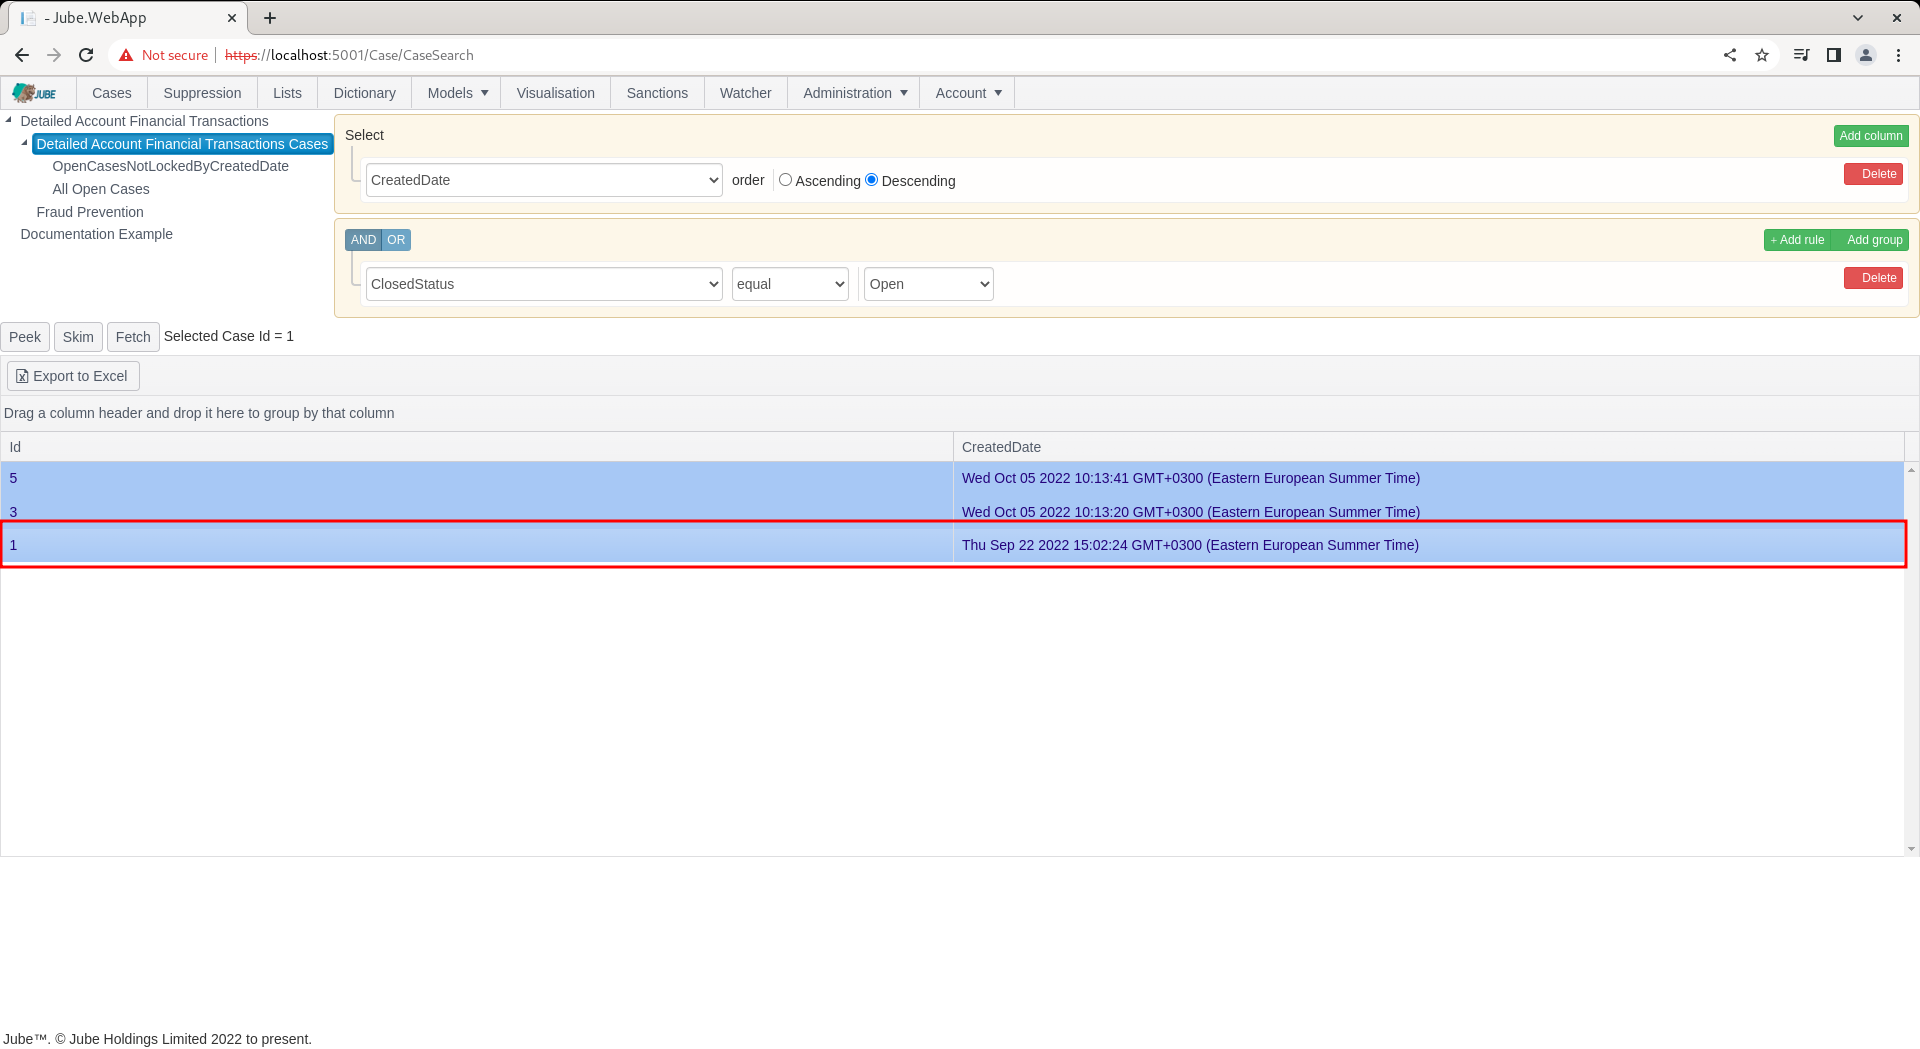 - Jube.WebApp
Not secure https://localhost:5001/Case/CaseSearch
JUBE Cases Suppression Lists Dictionary Models Visualisation Sanctions Watcher Administration Account
Detailed Account Financial Transactions
Detailed Account Financial Transactions Cases
OpenCasesNotLockedByCreatedDate
All Open Cases
Fraud Prevention
Documentation Example
Select Add column
CreatedDate order Ascending Descending Delete
AND OR + Add rule Add group
ClosedStatus equal Open Delete
Peek Skim Fetch Selected Case Id = 1
Export to Excel
Drag a column header and drop it here to group by that column
Id CreatedDate
5 Wed Oct 05 2022 10:13:41 GMT+0300 (Eastern European Summer Time)
3 Wed Oct 05 2022 10:13:20 GMT+0300 (Eastern European Summer Time)
1 Thu Sep 22 2022 15:02:24 GMT+0300 (Eastern European Summer Time)
Jube™. © Jube Holdings Limited 2022 to present.